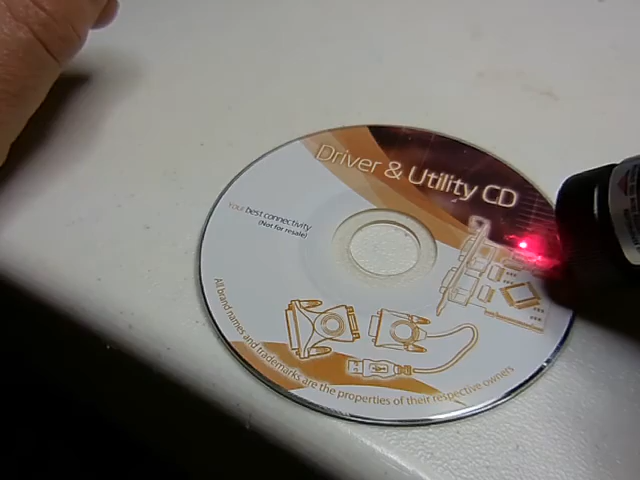 Driver & Utility CD
Your best connectivity
(Not for resale)
All brand names and trademarks are the properties of their respective owners